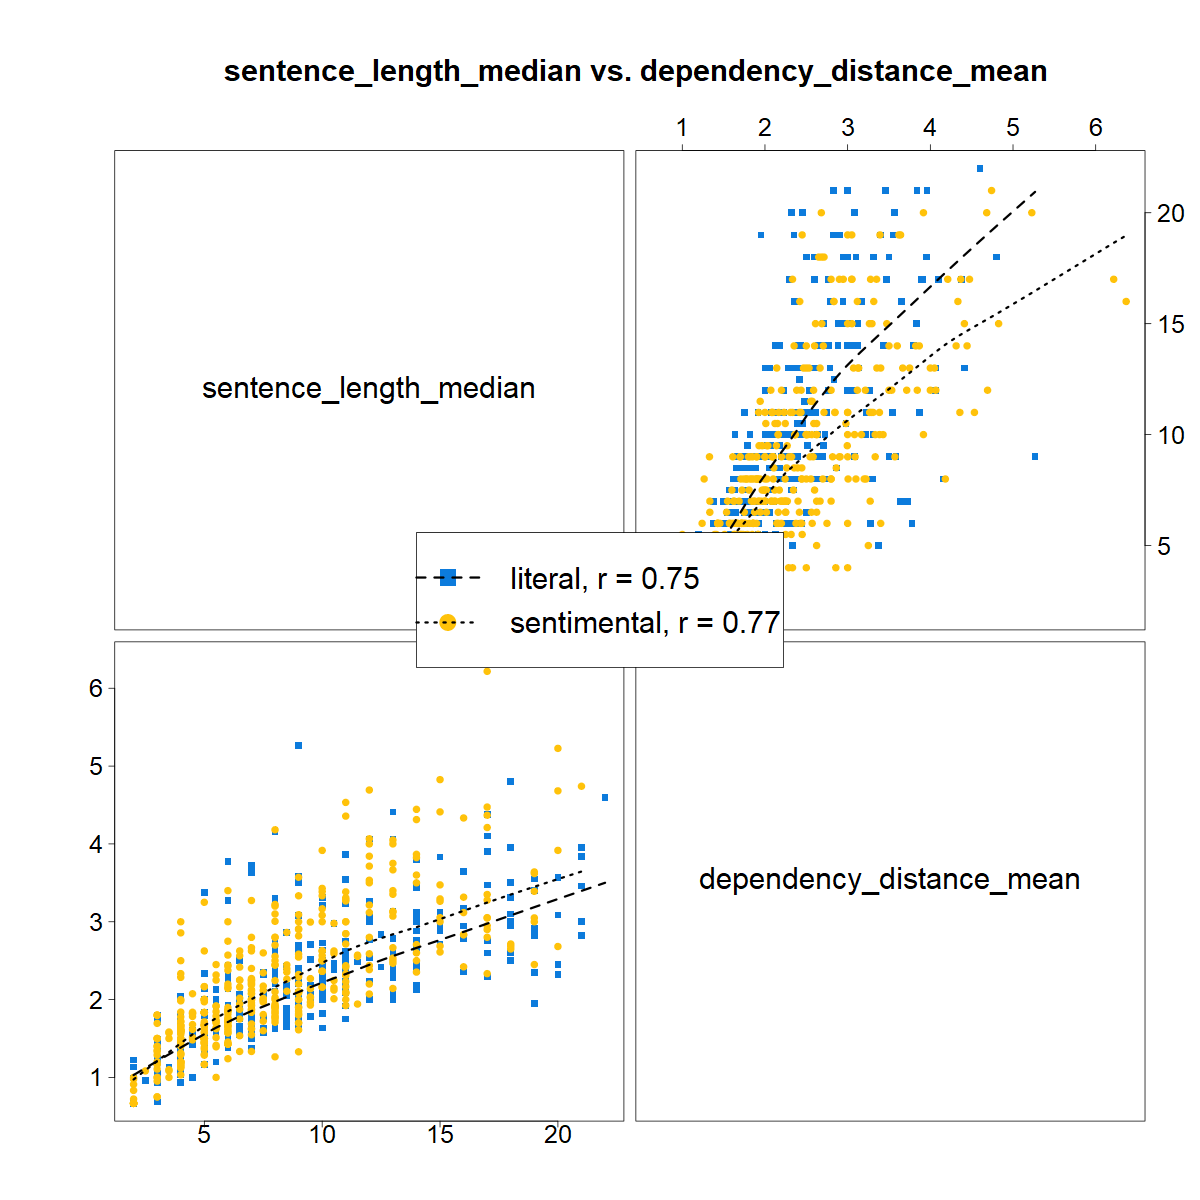 sentence_length_median vs. dependency_distance_mean
1 2 3 4 5 6
20
15
10
5
sentence_length_median
literal, r = 0.75
sentimental, r = 0.77
6
5
4
3
2
1
dependency_distance_mean
5 10 15 20